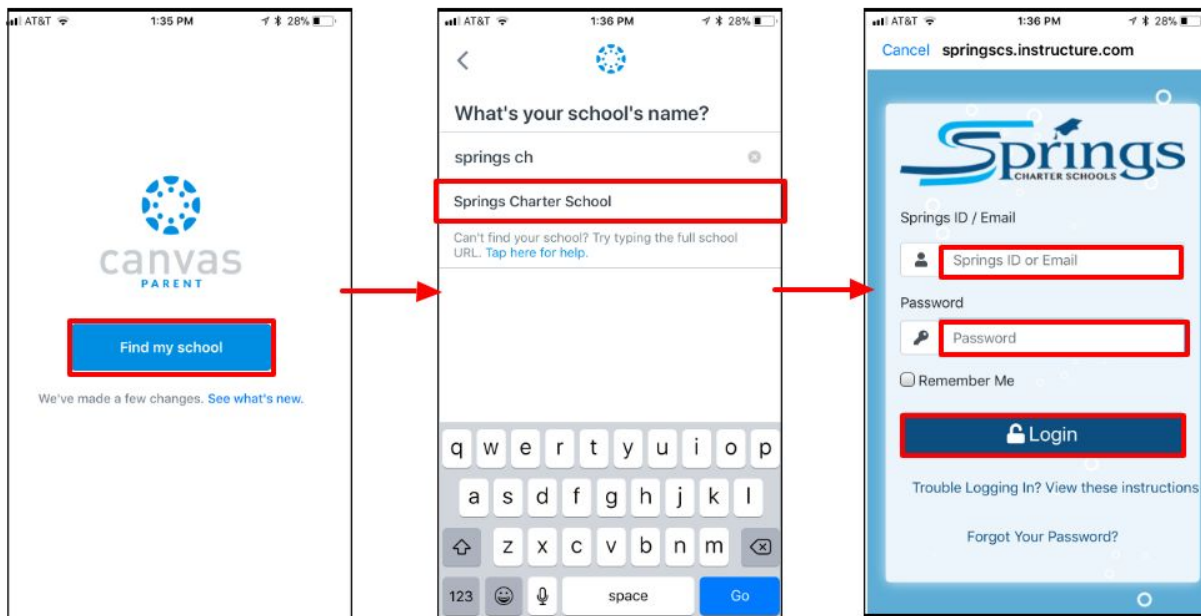 AT&T 1:35 PM 28%
canvas
PARENT
Find my school
We've made a few changes. See what's new.
AT&T 1:36 PM 28%
What's your school's name?
springs ch
Springs Charter School
Can't find your school? Try typing the full school
URL. Tap here for help.
q w e r t y u i o p
a s d f g h j k l
z x c v b n m
123 space Go
AT&T 1:36 PM 28%
Cancel springscs.instructure.com
Springs
CHARTER SCHOOLS
Springs ID / Email
Springs ID or Email
Password
Password
Remember Me
Login
Trouble Logging In? View these instructions
Forgot Your Password?